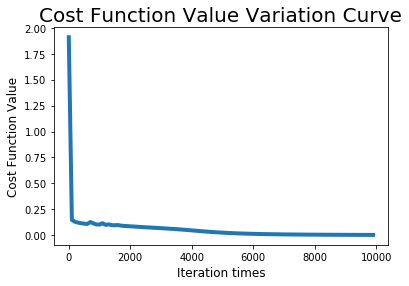 Cost Function Value Variation Curve
2.00
1.75
1.50
1.25
1.00
0.75
0.50
0.25
0.00
Cost Function Value
0 2000 4000 6000 8000 10000
Iteration times